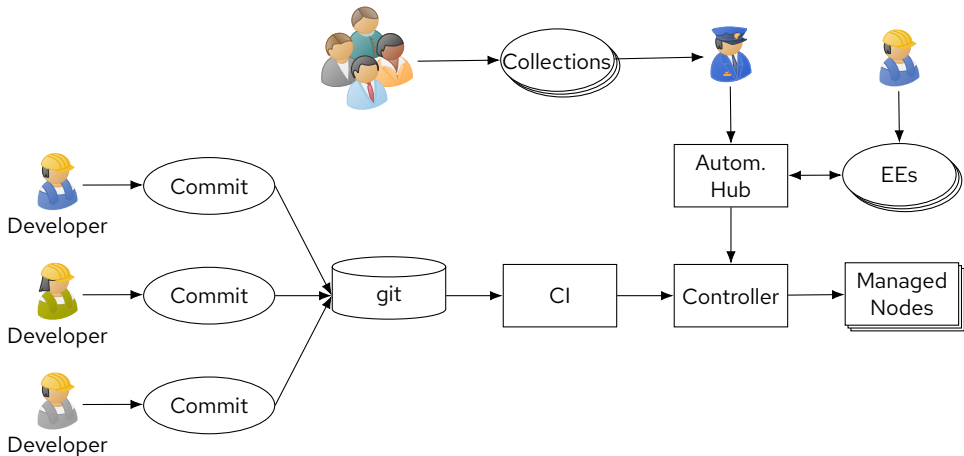 Collections
Autom.
Hub
EEs
Commit
Developer
Commit
Developer
git
CI
Controller
Managed
Nodes
Commit
Developer